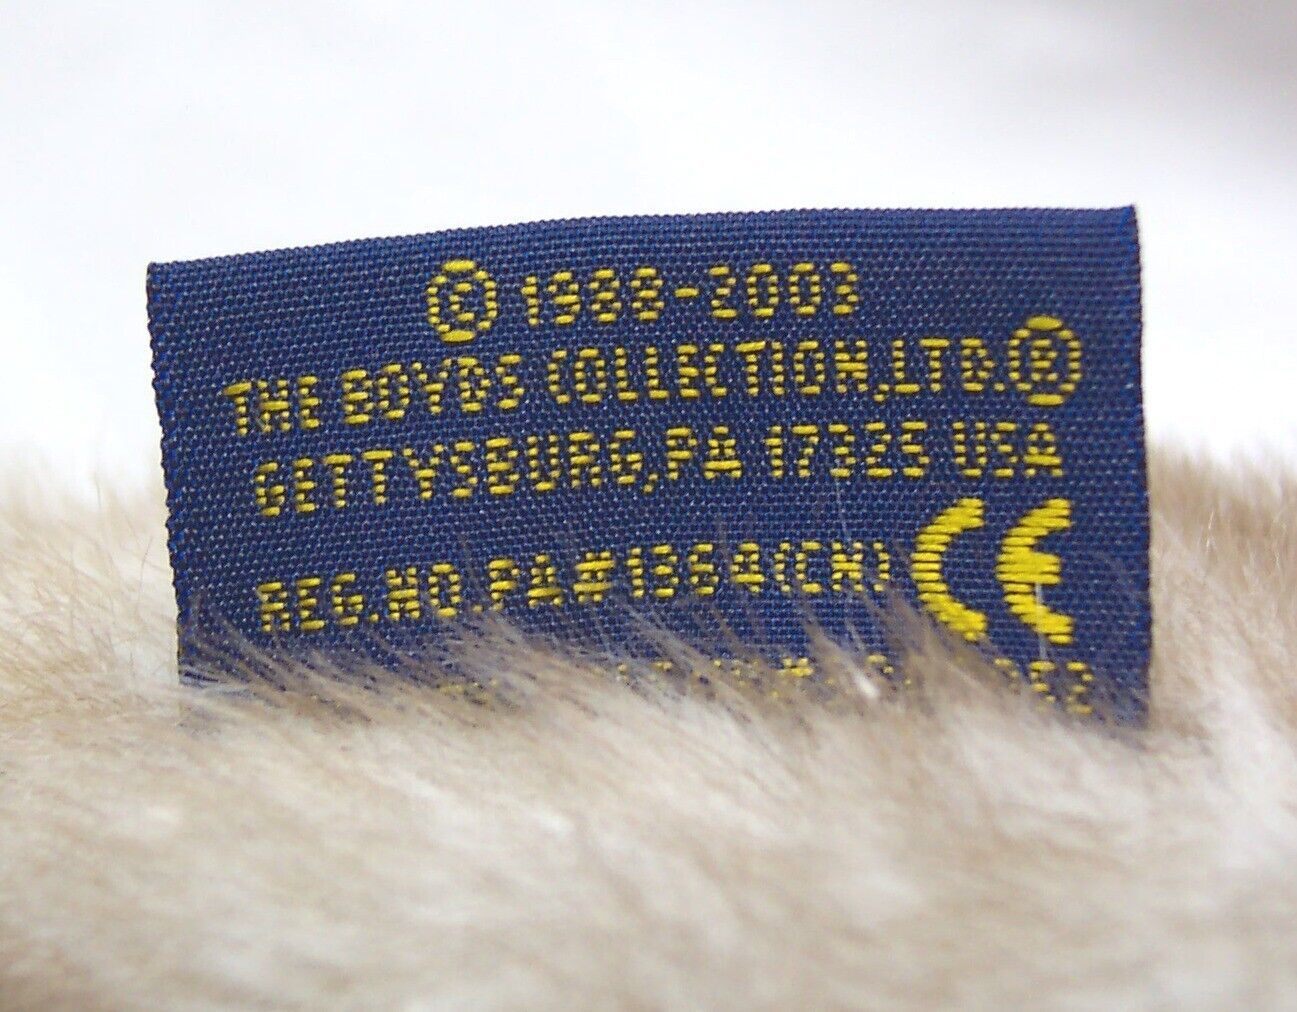 © 1988-2003
THE BOYDS COLLECTION,LTD.®
GETTYSBURG,PA 17325 USA
REG.NO.PA#1364(CN) CE